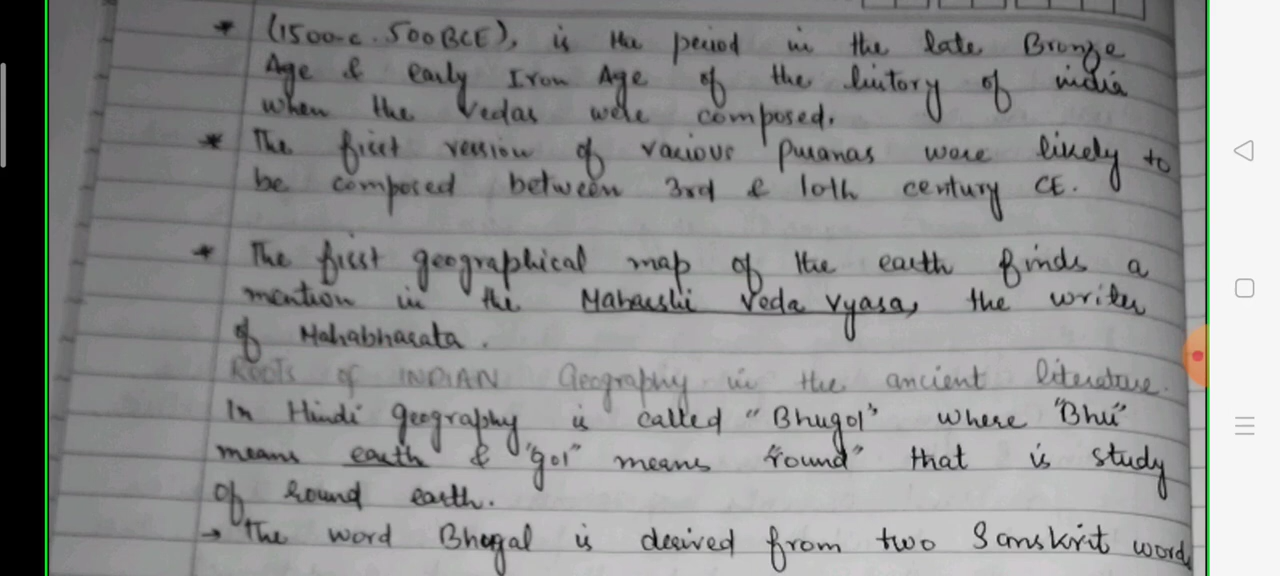 * (1500 c. 500 BCE), is the period in the late Bronze
Age & early Iron Age of the history of india
when the Vedas were composed.
* The first version of various Puranas were likely to
be composed between 3rd & 10th century CE.
* The first geographical map of the earth finds a
mention in the Maharshi Veda Vyasa, the writer
of Mahabharata.
Roots of INDIAN Geography in the ancient literature.
In Hindi geography is called "Bhugol" where "Bhu"
means earth & "gol" means "round" that is study
of round earth.
→ The word Bhugal is derived from two Sanskrit word